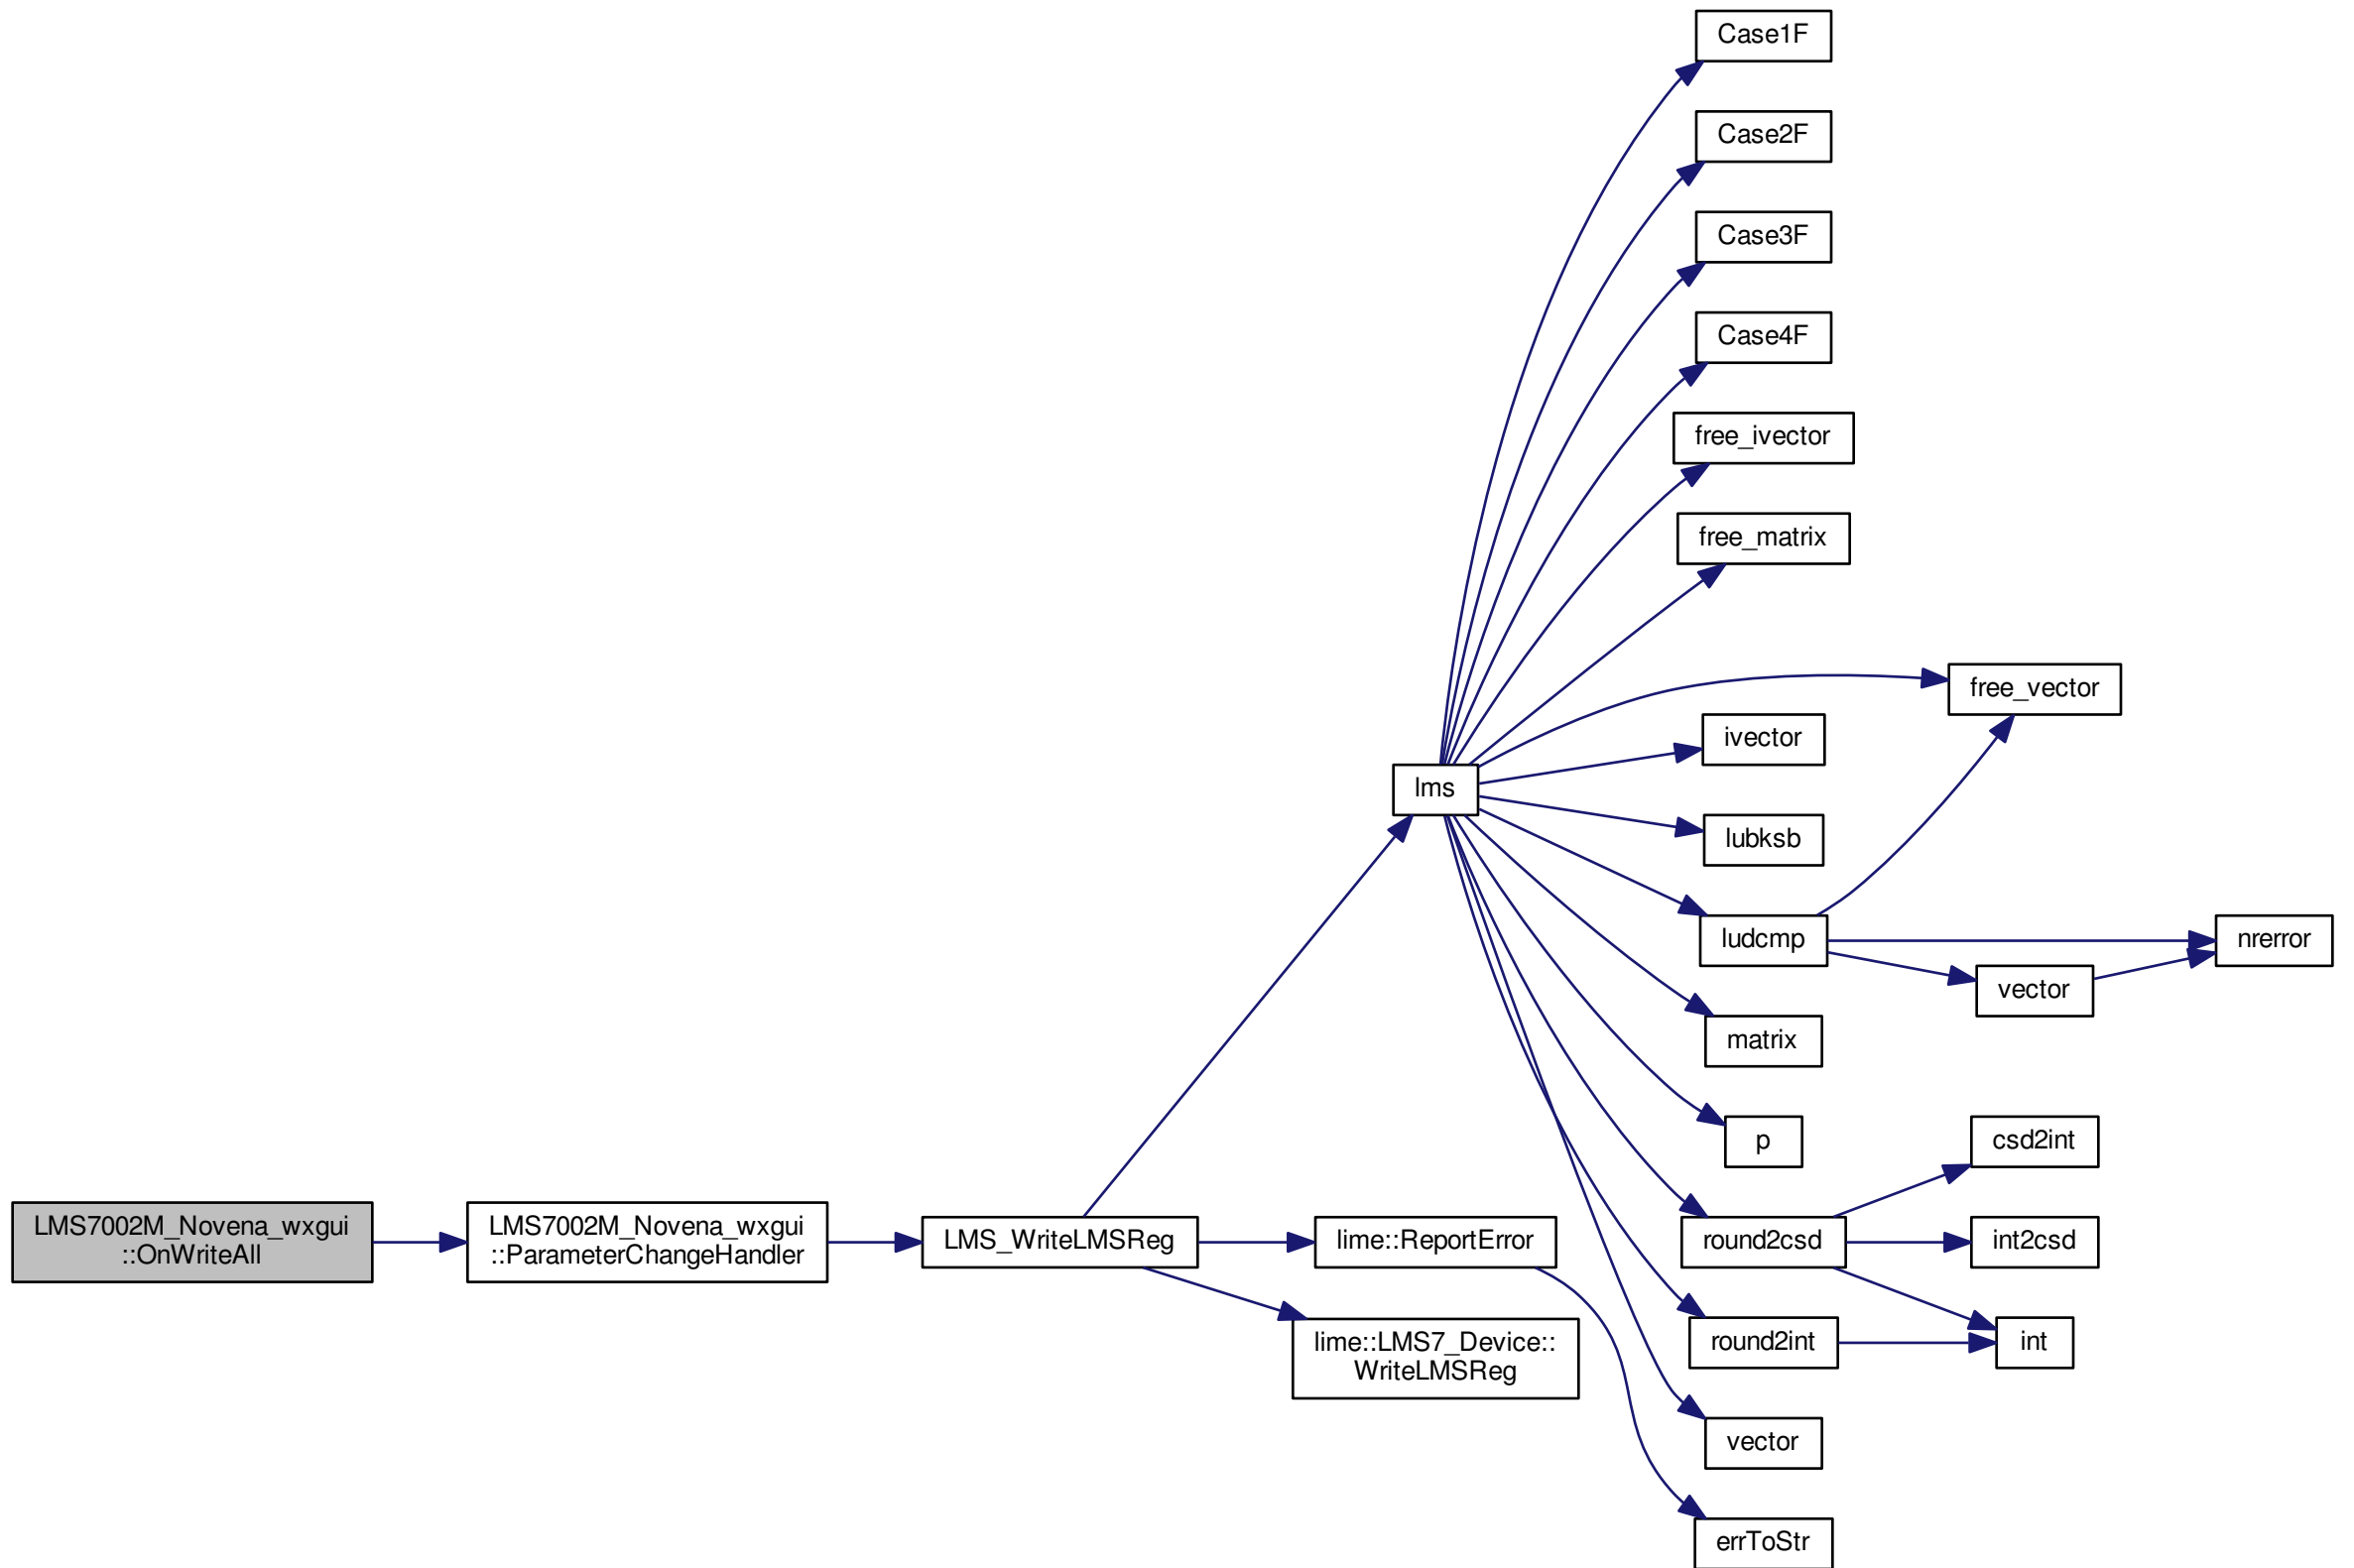 Case1F
Case2F
Case3F
Case4F
free_ivector
free_matrix
free_vector
ivector
lms
lubksb
ludcmp
nrerror
vector
matrix
p
csd2int
LMS7002M_Novena_wxgui
::OnWriteAll
LMS7002M_Novena_wxgui
::ParameterChangeHandler
LMS_WriteLMSReg
lime::ReportError
round2csd
int2csd
lime::LMS7_Device::
WriteLMSReg
round2int
int
vector
errToStr